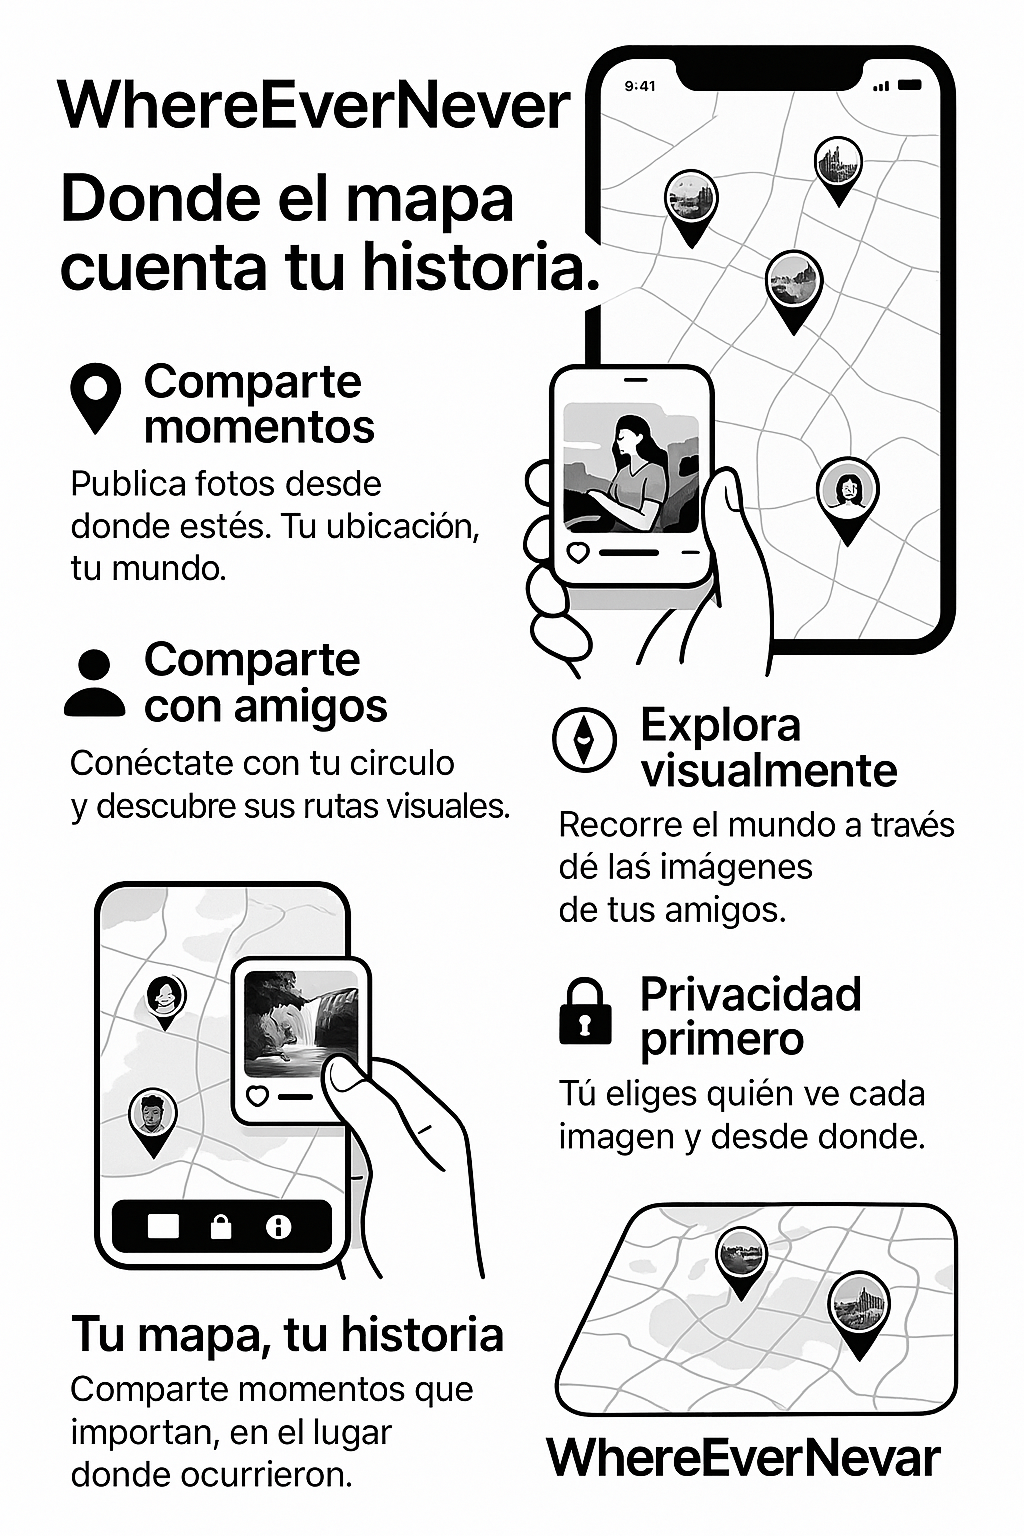 WhereEverNever
Donde el mapa
cuenta tu historia.
9:41
Comparte
momentos
Publica fotos desde
donde estés. Tu ubicación,
tu mundo.
Comparte
con amigos
Conéctate con tu circulo
y descubre sus rutas visuales.
Explora
visualmente
Recorre el mundo a través
dé laś imágenes
de tus amigos.
Privacidad
primero
Tú eliges quién ve cada
imagen y desde donde.
Tu mapa, tu historia
Comparte momentos que
importan, en el lugar
donde ocurrieron.
WhereEverNevar